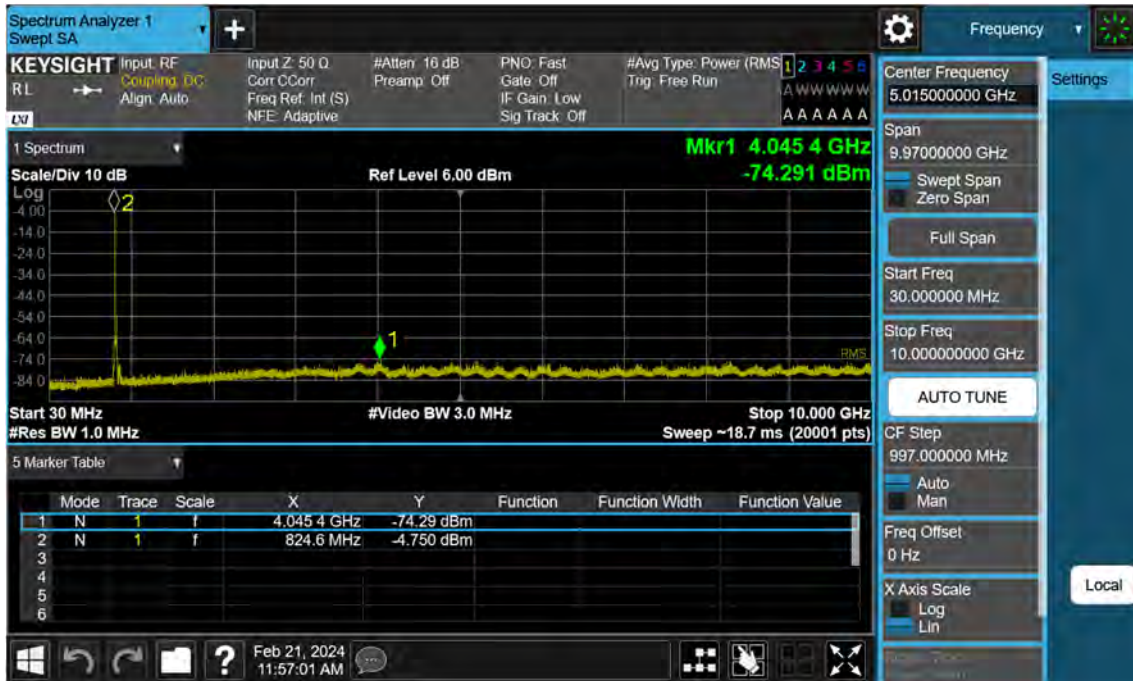 Spectrum Analyzer 1
Swept SA
+
Frequency
KEYSIGHT Input: RF Input Z: 50 Ω #Atten: 16 dB PNO: Fast #Avg Type: Power (RMS 1 2 3 4 5 6
RL Coupling: DC Corr CCorr Preamp: Off Gate: Off Trig: Free Run A W W W W W
Align: Auto Freq Ref: Int (S) IF Gain: Low
LXI NFE: Adaptive Sig Track: Off A A A A A A
1 Spectrum
Mkr1 4.045 4 GHz
Scale/Div 10 dB Ref Level 6.00 dBm -74.291 dBm
Log
-4.00
-14.0
-24.0
-34.0
-44.0
-54.0
-64.0
-74.0
-84.0
2
1
RMS
Start 30 MHz #Video BW 3.0 MHz Stop 10.000 GHz
#Res BW 1.0 MHz Sweep ~18.7 ms (20001 pts)
5 Marker Table
Mode Trace Scale X Y Function Function Width Function Value
1 N 1 f 4.045 4 GHz -74.29 dBm
2 N 1 f 824.6 MHz -4.750 dBm
3
4
5
6
?
Feb 21, 2024
11:57:01 AM
Center Frequency
5.015000000 GHz
Settings
Span
9.97000000 GHz
Swept Span
Zero Span
Full Span
Start Freq
30.000000 MHz
Stop Freq
10.000000000 GHz
AUTO TUNE
CF Step
997.000000 MHz
Auto
Man
Freq Offset
0 Hz
X Axis Scale
Log
Lin
Local